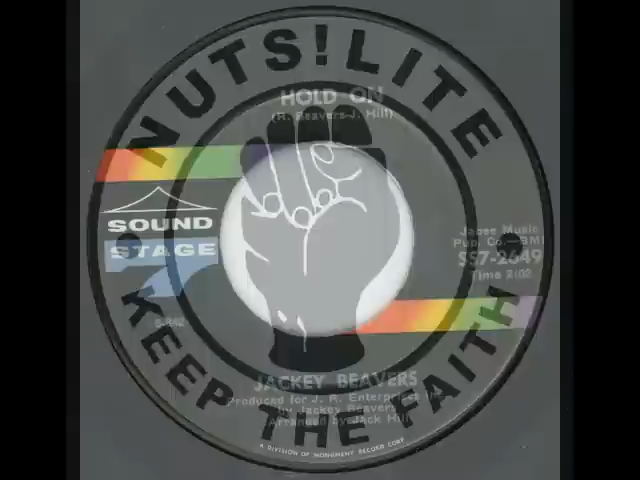 NUTS!LITE
HOLD ON
(R. Beavers-J. Hill)
SOUND
STAGE
7
Jabee Music
Pub. Co.—BMI
SS7-2649
Time 2:02
JACKEY BEAVERS
Produced for J. R. Enterprises Inc.
by Jackey Beavers
Arranged by Jack Hill
A DIVISION OF MONUMENT RECORD CORP.
KEEP THE FAITH